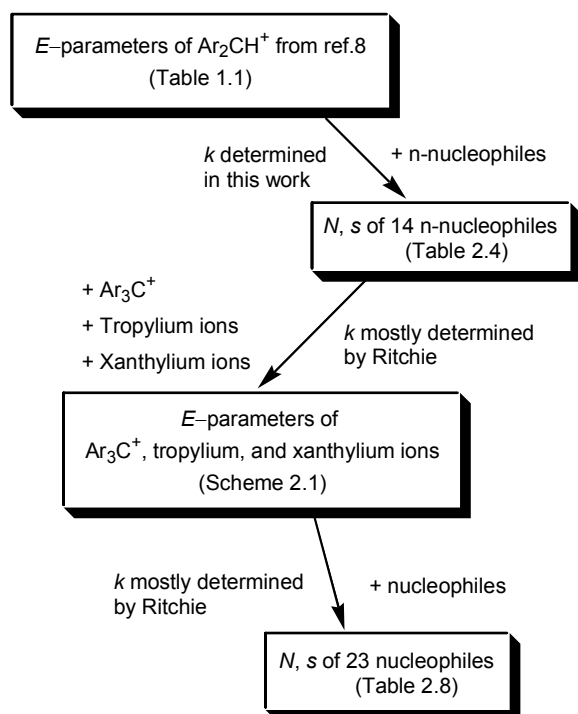 E–parameters of Ar₂CH⁺ from ref.8
(Table 1.1)
k determined
in this work
+ n-nucleophiles
N, s of 14 n-nucleophiles
(Table 2.4)
+ Ar₃C⁺
+ Tropylium ions
+ Xanthylium ions
k mostly determined
by Ritchie
E–parameters of
Ar₃C⁺, tropylium, and xanthylium ions
(Scheme 2.1)
k mostly determined
by Ritchie
+ nucleophiles
N, s of 23 nucleophiles
(Table 2.8)